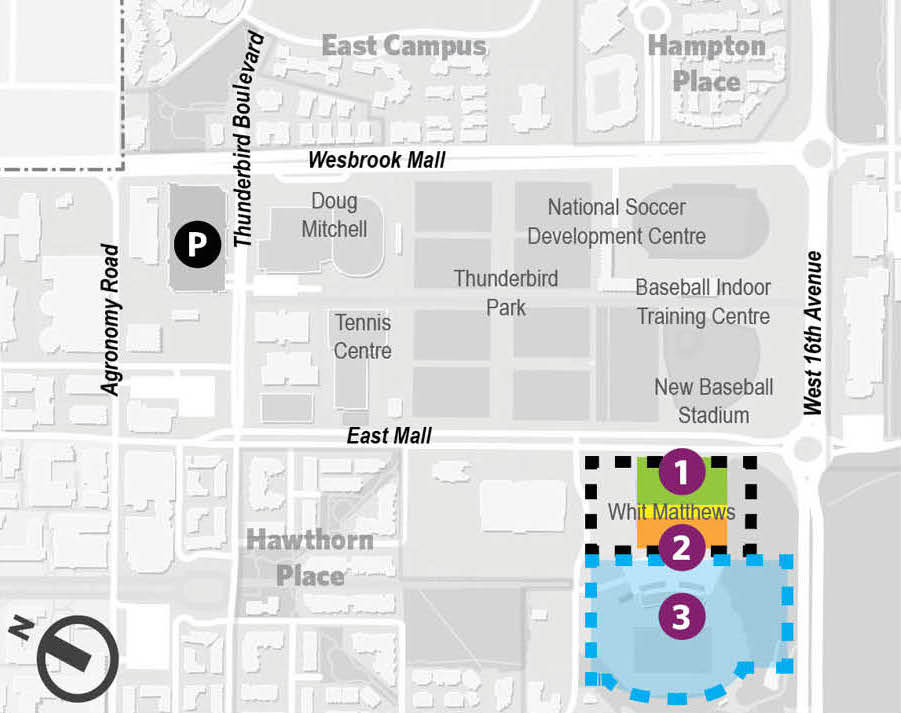 East Campus
Hampton
Place
Thunderbird Boulevard
Wesbrook Mall
Doug
Mitchell
National Soccer
Development Centre
P
Agronomy Road
Thunderbird
Park
Baseball Indoor
Training Centre
West 16th Avenue
Tennis
Centre
New Baseball
Stadium
East Mall
1
Whit Matthews
2
Hawthorn
Place
3
N